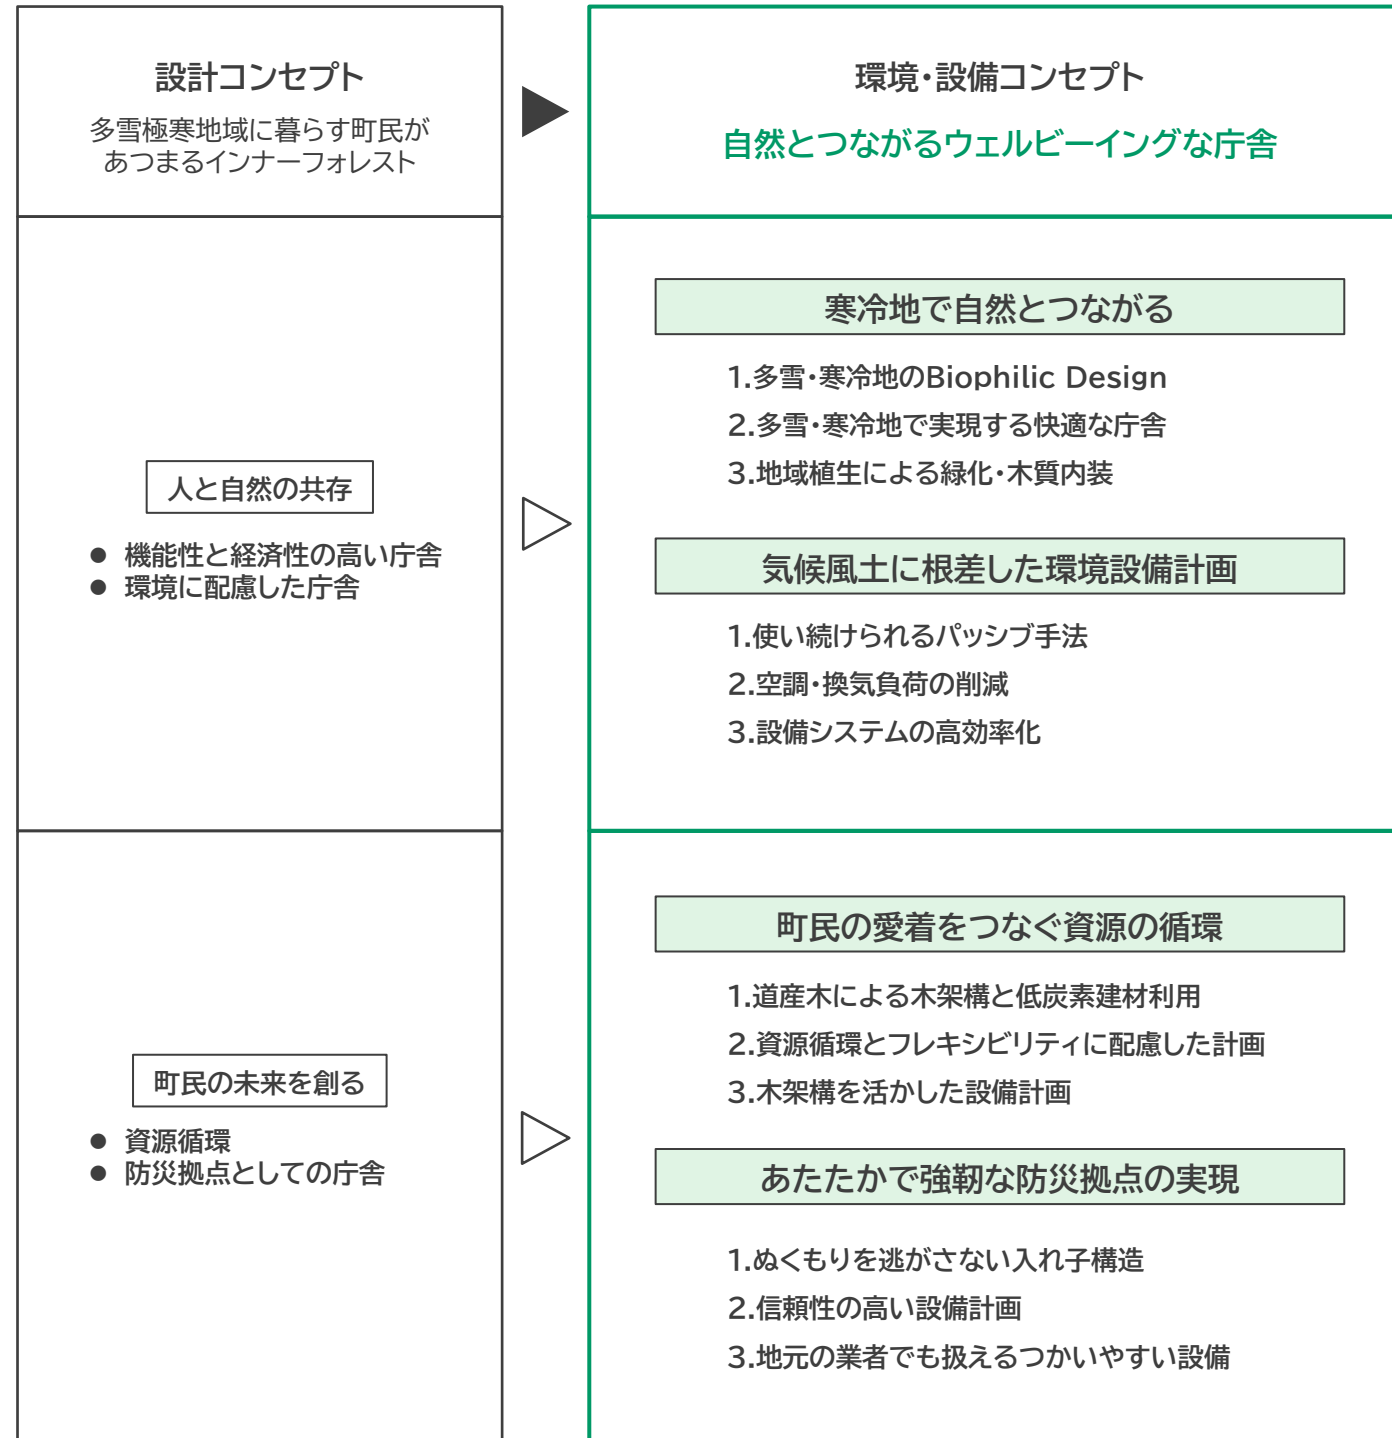 設計コンセプト
多雪極寒地域に暮らす町民が
あつまるインナーフォレスト
環境・設備コンセプト
自然とつながるウェルビーイングな庁舎
人と自然の共存
● 機能性と経済性の高い庁舎
● 環境に配慮した庁舎
寒冷地で自然とつながる
1.多雪・寒冷地のBiophilic Design
2.多雪・寒冷地で実現する快適な庁舎
3.地域植生による緑化・木質内装
気候風土に根差した環境設備計画
1.使い続けられるパッシブ手法
2.空調・換気負荷の削減
3.設備システムの高効率化
町民の未来を創る
● 資源循環
● 防災拠点としての庁舎
町民の愛着をつなぐ資源の循環
1.道産木による木架構と低炭素建材利用
2.資源循環とフレキシビリティに配慮した計画
3.木架構を活かした設備計画
あたたかで強靭な防災拠点の実現
1.ぬくもりを逃がさない入れ子構造
2.信頼性の高い設備計画
3.地元の業者でも扱えるつかいやすい設備